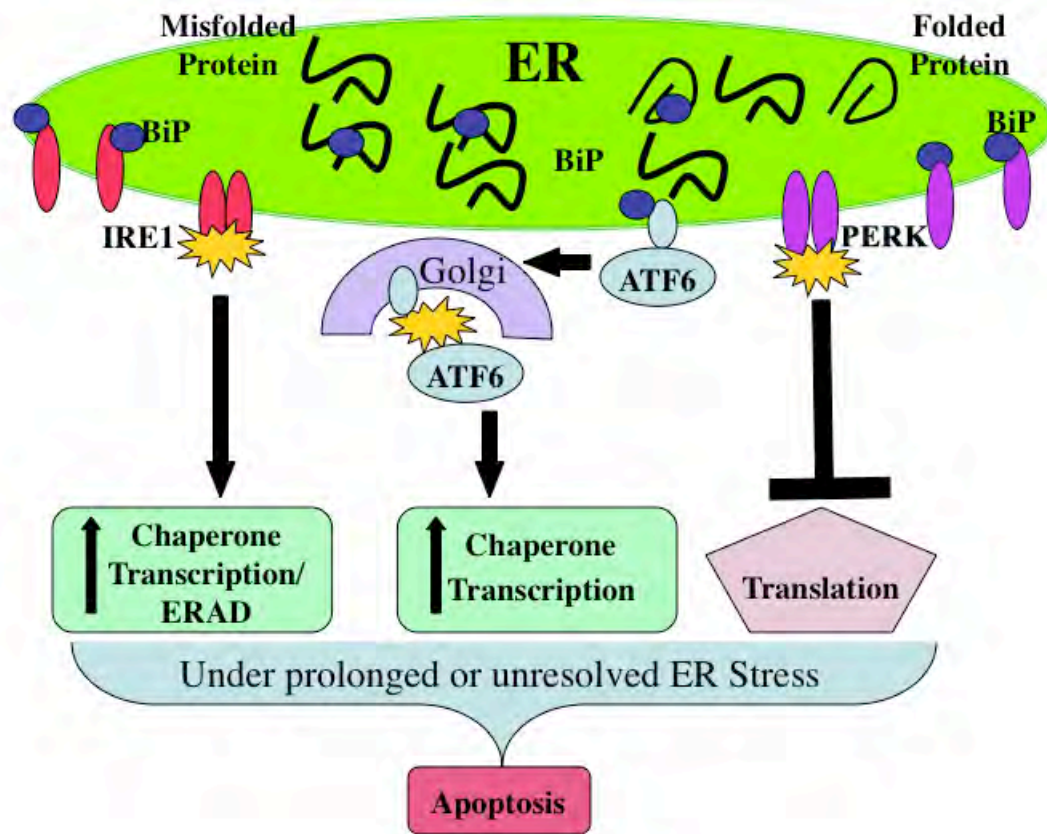 Misfolded
Protein
ER
Folded
Protein
BiP
BiP
BiP
IRE1
PERK
Golgi
ATF6
ATF6
Chaperone
Transcription/
ERAD
Chaperone
Transcription
Translation
Under prolonged or unresolved ER Stress
Apoptosis